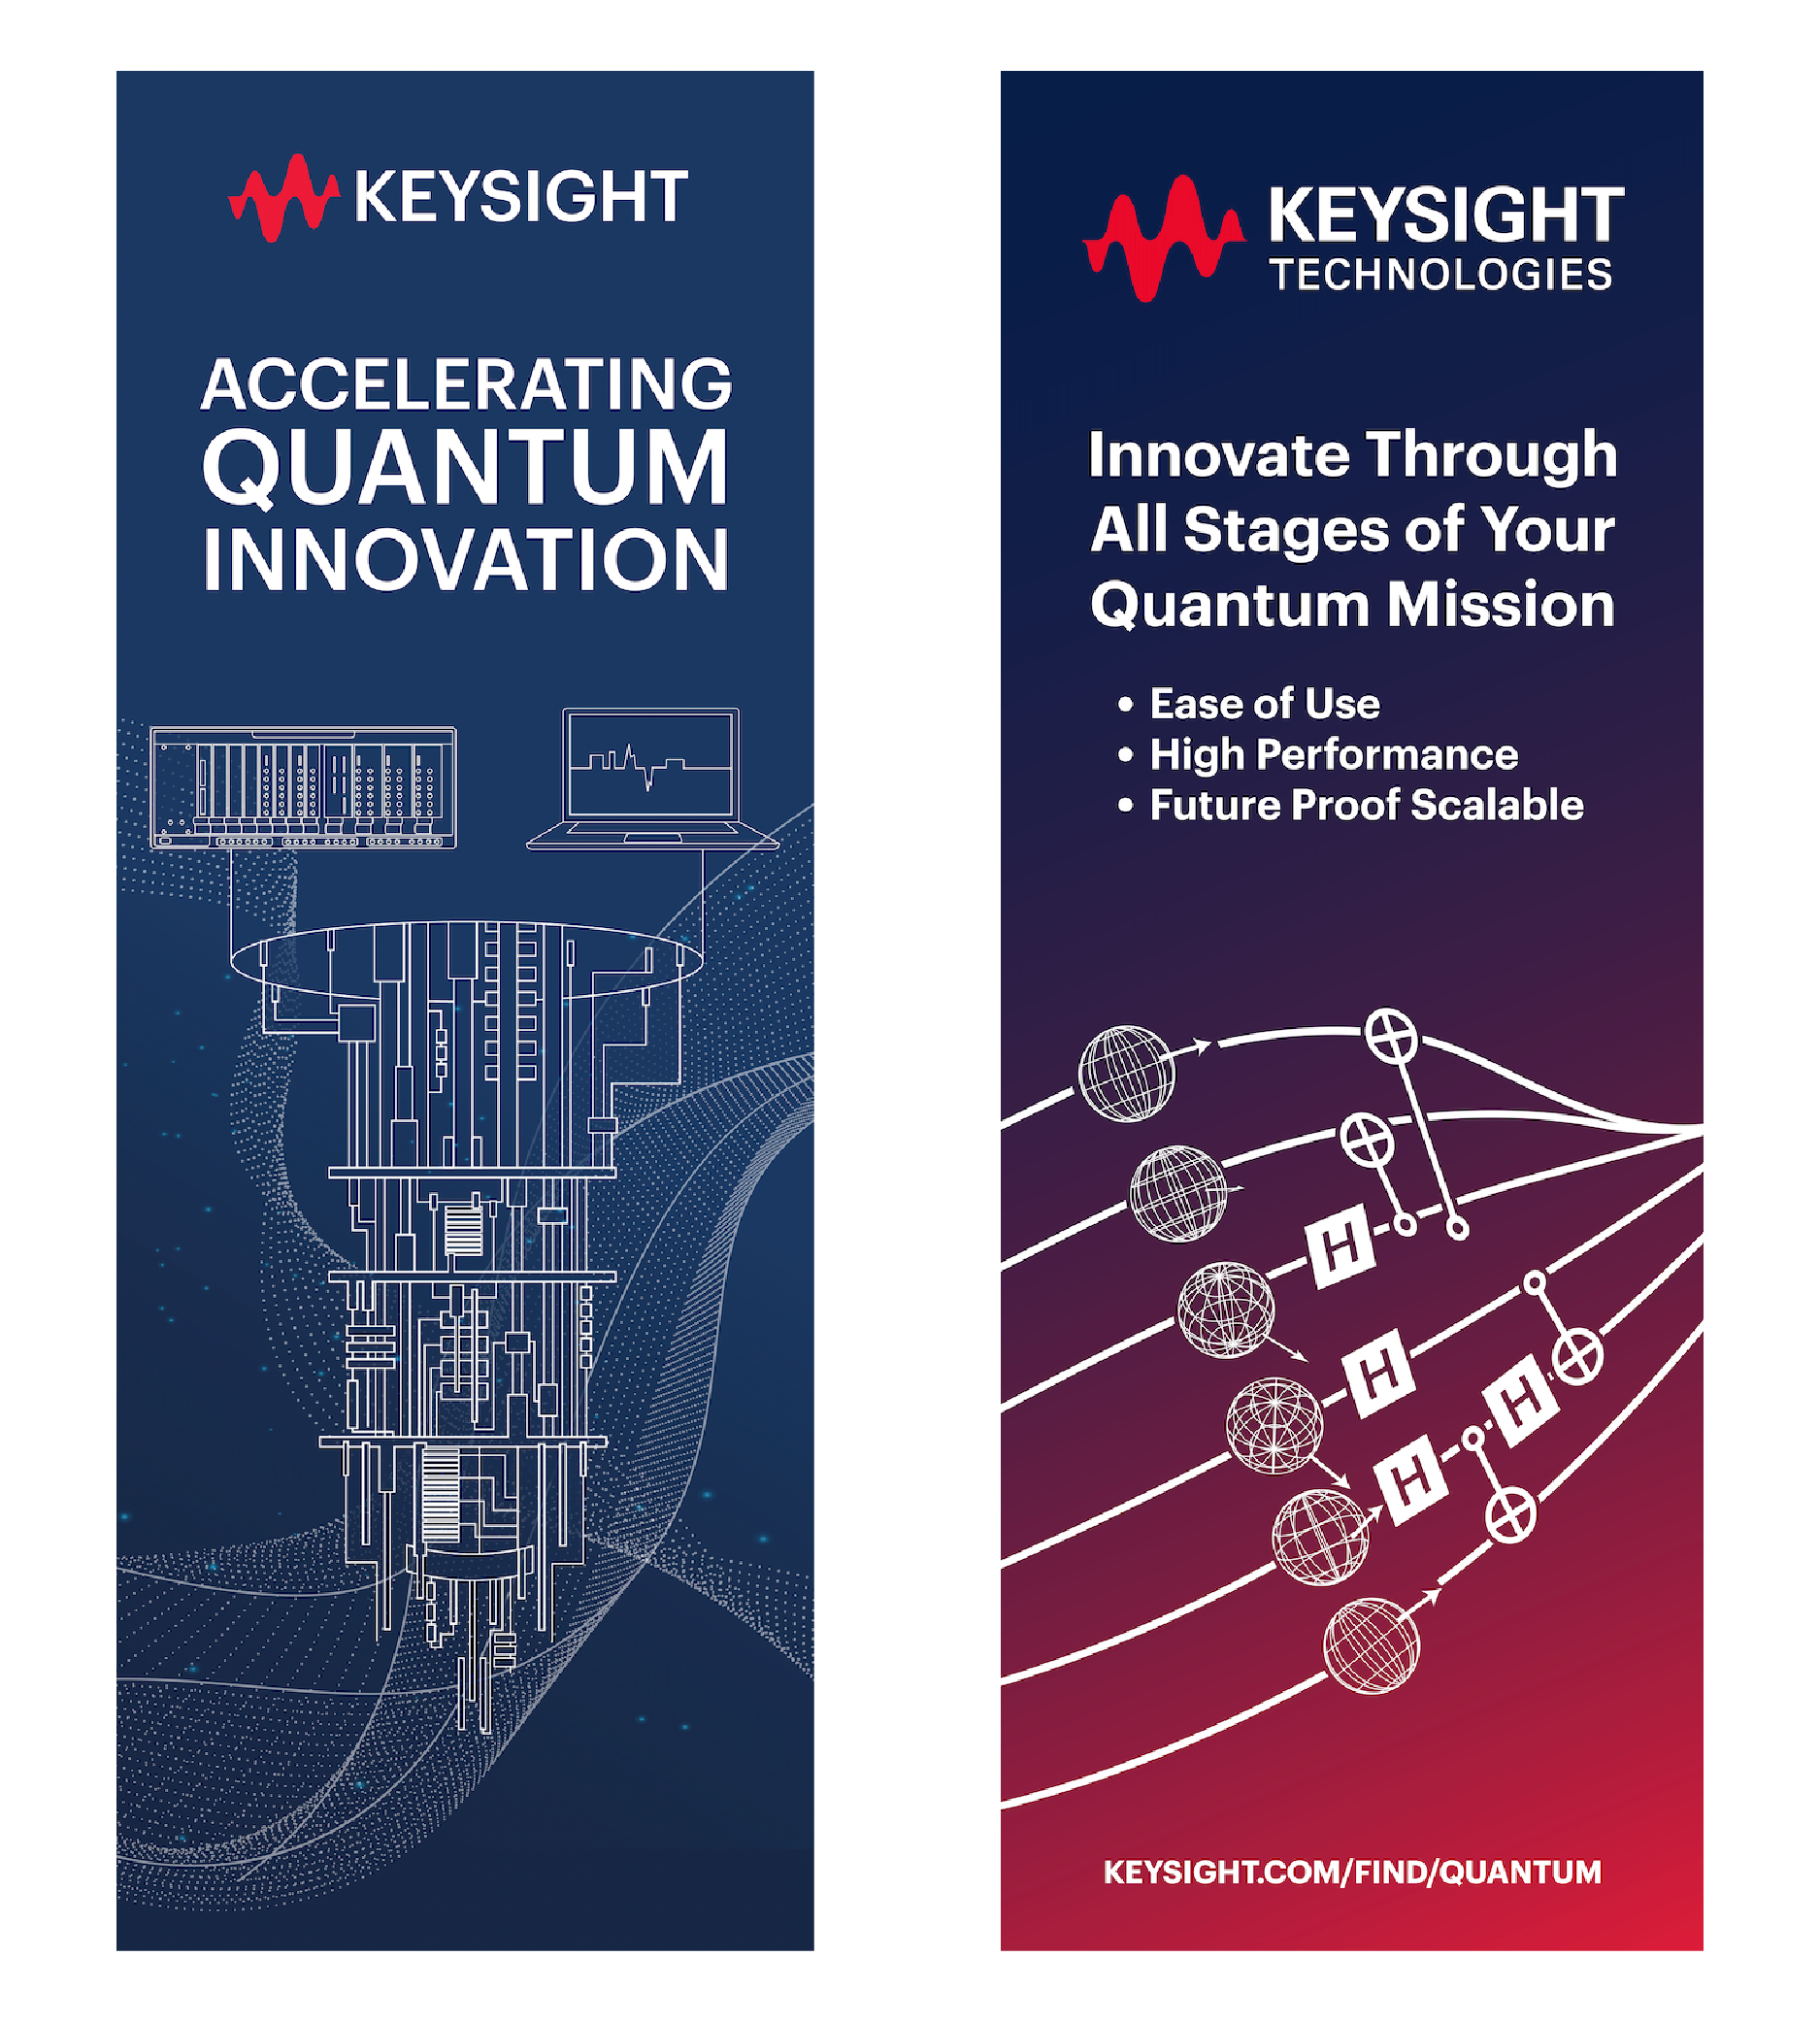 KEYSIGHT
ACCELERATING
QUANTUM
INNOVATION
KEYSIGHT
TECHNOLOGIES
Innovate Through
All Stages of Your
Quantum Mission
• Ease of Use
• High Performance
• Future Proof Scalable
H
H
H
H
KEYSIGHT.COM/FIND/QUANTUM